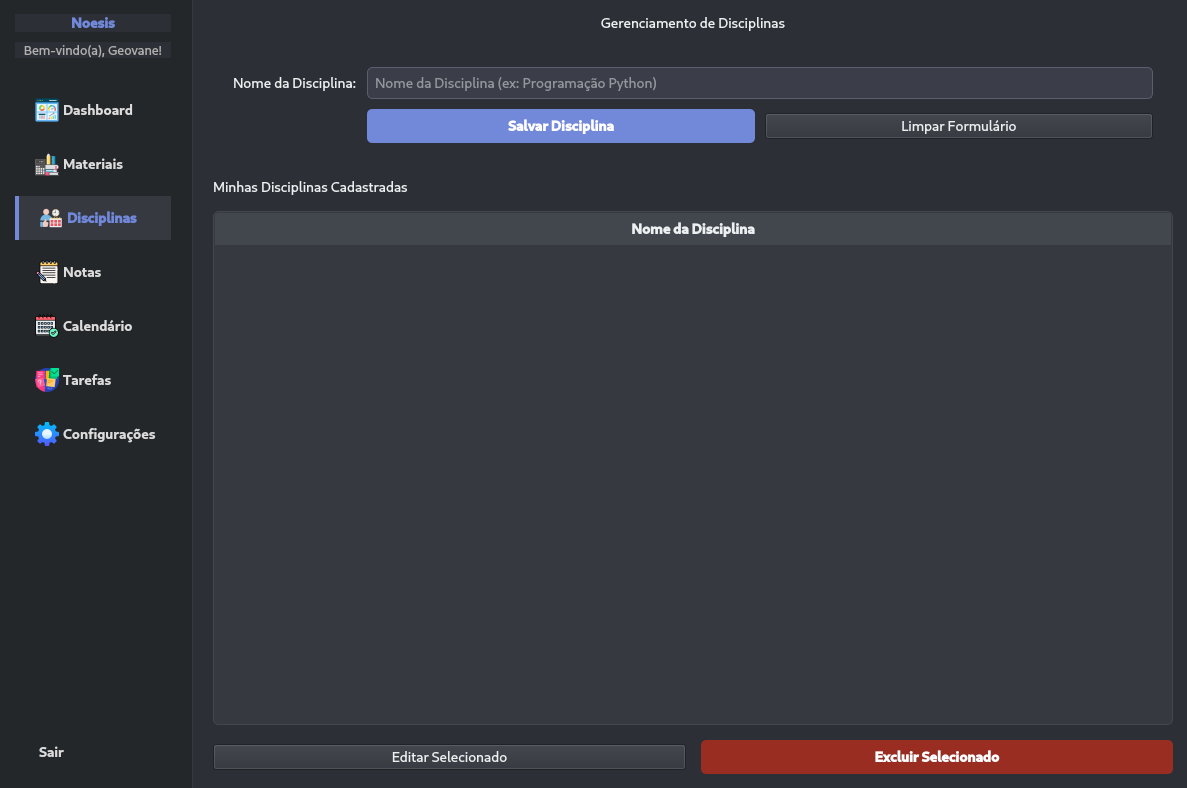 Noesis
Bem-vindo(a), Geovane!
Dashboard
Materiais
Disciplinas
Notas
Calendário
Tarefas
Configurações
Sair
Gerenciamento de Disciplinas
Nome da Disciplina: Nome da Disciplina (ex: Programação Python)
Salvar Disciplina Limpar Formulário
Minhas Disciplinas Cadastradas
Nome da Disciplina
Editar Selecionado Excluir Selecionado